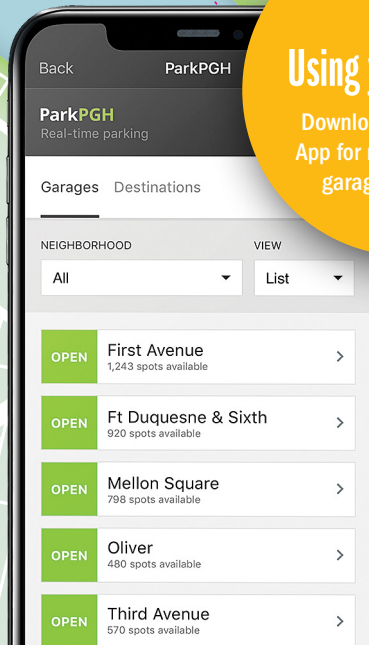 Back ParkPGH
ParkPGH
Real-time parking
Using
App for
Garages Destinations
NEIGHBORHOOD VIEW
All List
OPEN First Avenue
1,243 spots available
OPEN Ft Duquesne & Sixth
920 spots available
OPEN Mellon Square
798 spots available
OPEN Oliver
480 spots available
OPEN Third Avenue
570 spots available